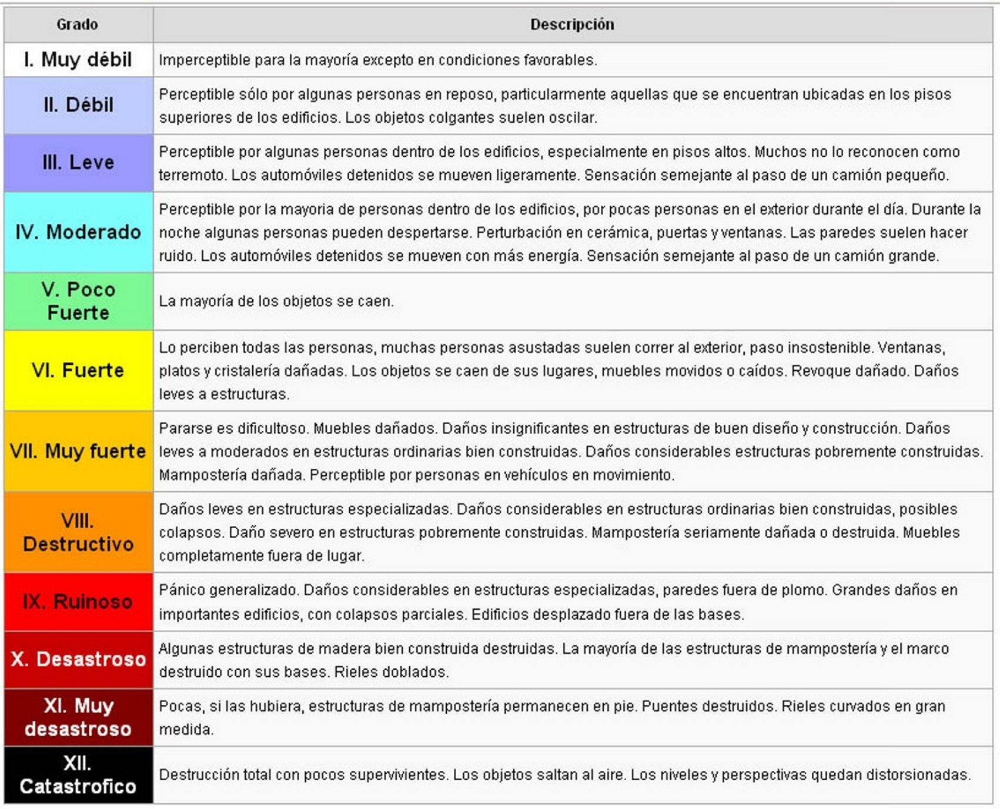 Grado
Descripción
I. Muy débil
Imperceptible para la mayoría excepto en condiciones favorables.
II. Débil
Perceptible sólo por algunas personas en reposo, particularmente aquellas que se encuentran ubicadas en los pisos
superiores de los edificios. Los objetos colgantes suelen oscilar.
III. Leve
Perceptible por algunas personas dentro de los edificios, especialmente en pisos altos. Muchos no lo reconocen como
terremoto. Los automóviles detenidos se mueven ligeramente. Sensación semejante al paso de un camión pequeño.
IV. Moderado
Perceptible por la mayoria de personas dentro de los edificios, por pocas personas en el exterior durante el día. Durante la
noche algunas personas pueden despertarse. Perturbación en cerámica, puertas y ventanas. Las paredes suelen hacer
ruido. Los automóviles detenidos se mueven con más energía. Sensación semejante al paso de un camión grande.
V. Poco
Fuerte
La mayoría de los objetos se caen.
VI. Fuerte
Lo perciben todas las personas, muchas personas asustadas suelen correr al exterior, paso insostenible. Ventanas,
platos y cristalería dañadas. Los objetos se caen de sus lugares, muebles movidos o caídos. Revoque dañado. Daños
leves a estructuras.
VII. Muy fuerte
Pararse es dificultoso. Muebles dañados. Daños insignificantes en estructuras de buen diseño y construcción. Daños
leves a moderados en estructuras ordinarias bien construidas. Daños considerables estructuras pobremente construidas.
Mampostería dañada. Perceptible por personas en vehículos en movimiento.
VIII.
Destructivo
Daños leves en estructuras especializadas. Daños considerables en estructuras ordinarias bien construidas, posibles
colapsos. Daño severo en estructuras pobremente construidas. Mampostería seriamente dañada o destruida. Muebles
completamente fuera de lugar.
IX. Ruinoso
Pánico generalizado. Daños considerables en estructuras especializadas, paredes fuera de plomo. Grandes daños en
importantes edificios, con colapsos parciales. Edificios desplazado fuera de las bases.
X. Desastroso
Algunas estructuras de madera bien construida destruidas. La mayoría de las estructuras de mampostería y el marco
destruido con sus bases. Rieles doblados.
XI. Muy
desastroso
Pocas, si las hubiera, estructuras de mampostería permanecen en pie. Puentes destruidos. Rieles curvados en gran
medida.
XII.
Catastrofico
Destrucción total con pocos supervivientes. Los objetos saltan al aire. Los niveles y perspectivas quedan distorsionadas.